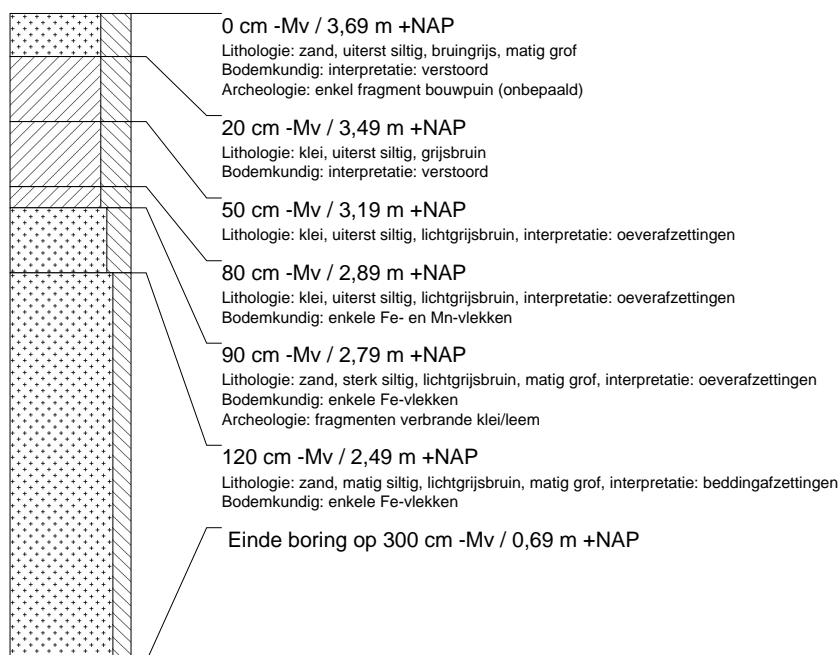 0 cm -Mv / 3,69 m +NAP
Lithologie: zand, uiterst siltig, bruingrijs, matig grof
Bodemkundig: interpretatie: verstoord
Archeologie: enkel fragment bouwpuin (onbepaald)
20 cm -Mv / 3,49 m +NAP
Lithologie: klei, uiterst siltig, grijsbruin
Bodemkundig: interpretatie: verstoord
50 cm -Mv / 3,19 m +NAP
Lithologie: klei, uiterst siltig, lichtgrijsbruin, interpretatie: oeverafzettingen
80 cm -Mv / 2,89 m +NAP
Lithologie: klei, uiterst siltig, lichtgrijsbruin, interpretatie: oeverafzettingen
Bodemkundig: enkele Fe- en Mn-vlekken
90 cm -Mv / 2,79 m +NAP
Lithologie: zand, sterk siltig, lichtgrijsbruin, matig grof, interpretatie: oeverafzettingen
Bodemkundig: enkele Fe-vlekken
Archeologie: fragmenten verbrande klei/leem
120 cm -Mv / 2,49 m +NAP
Lithologie: zand, matig siltig, lichtgrijsbruin, matig grof, interpretatie: beddingafzettingen
Bodemkundig: enkele Fe-vlekken
Einde boring op 300 cm -Mv / 0,69 m +NAP